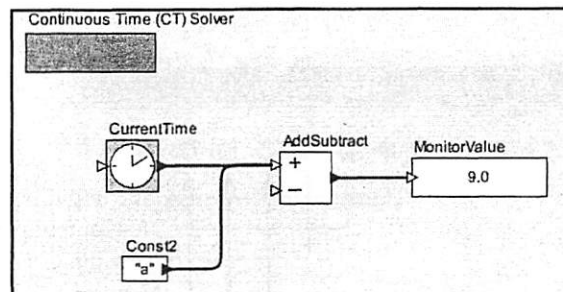 Continuous Time (CT) Solver
CurrentTime
AddSubtract
MonitorValue
+
−
9.0
Const2
"a"